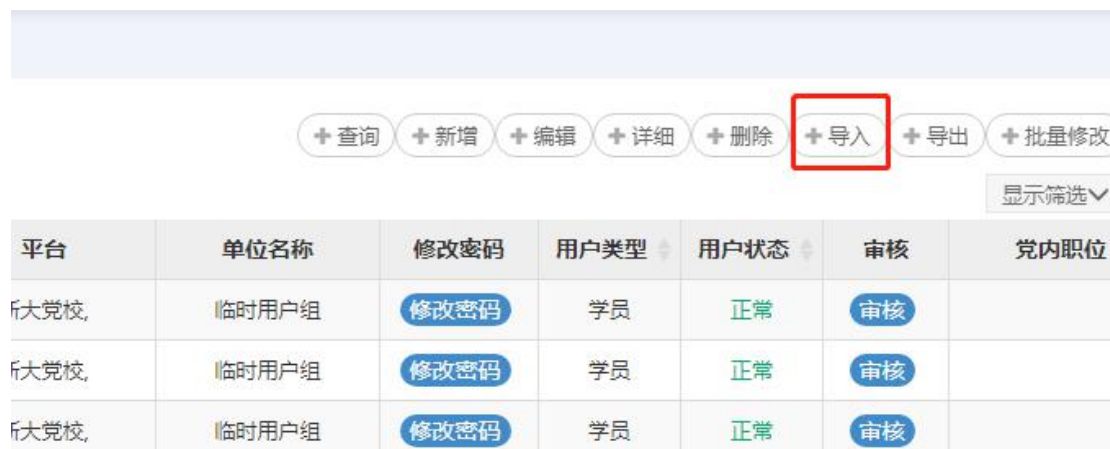 + 查询 + 新增 + 编辑 + 详细 + 删除 + 导入 + 导出 + 批量修改
显示筛选
平台 单位名称 修改密码 用户类型 用户状态 审核 党内职位
大党校, 临时用户组 修改密码 学员 正常 审核
大党校, 临时用户组 修改密码 学员 正常 审核
大党校, 临时用户组 修改密码 学员 正常 审核